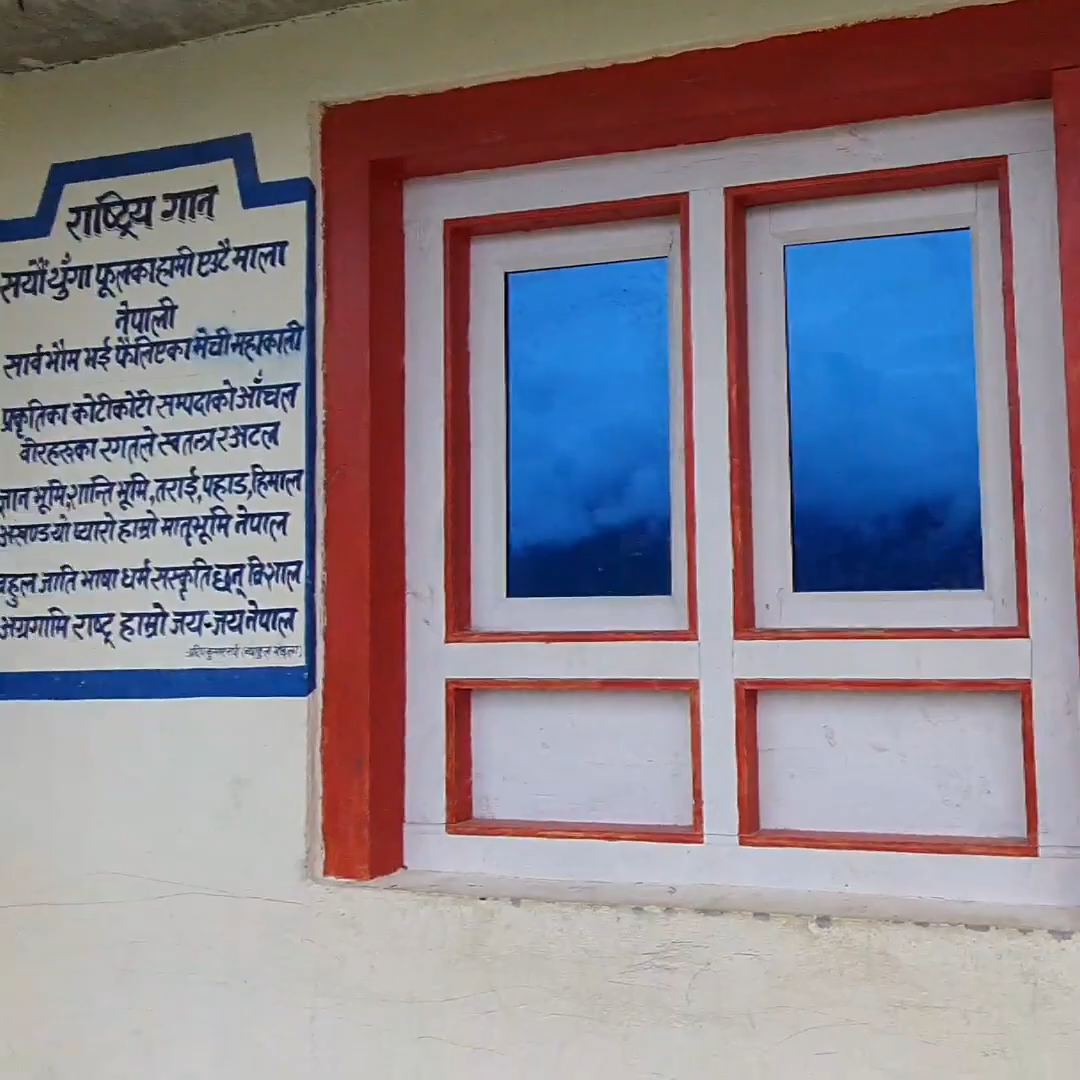 राष्ट्रिय गान
सयौं थुँगा फूलका हामी एउटै माला
नेपाली
सार्वभौम भई फैलिएका मेची महाकाली
प्रकृतिका कोटीकोटी सम्पदाको आँचल
वीरहरुका रगतले स्वतन्त्र र अटल
ज्ञान भूमि, शान्ति भूमि, तराई, पहाड, हिमाल
अखण्ड यो प्यारो हाम्रो मातृभूमि नेपाल
बहुल जाति भाषा धर्म संस्कृति छन् विशाल
अग्रगामि राष्ट्र हाम्रो जय-जय नेपाल